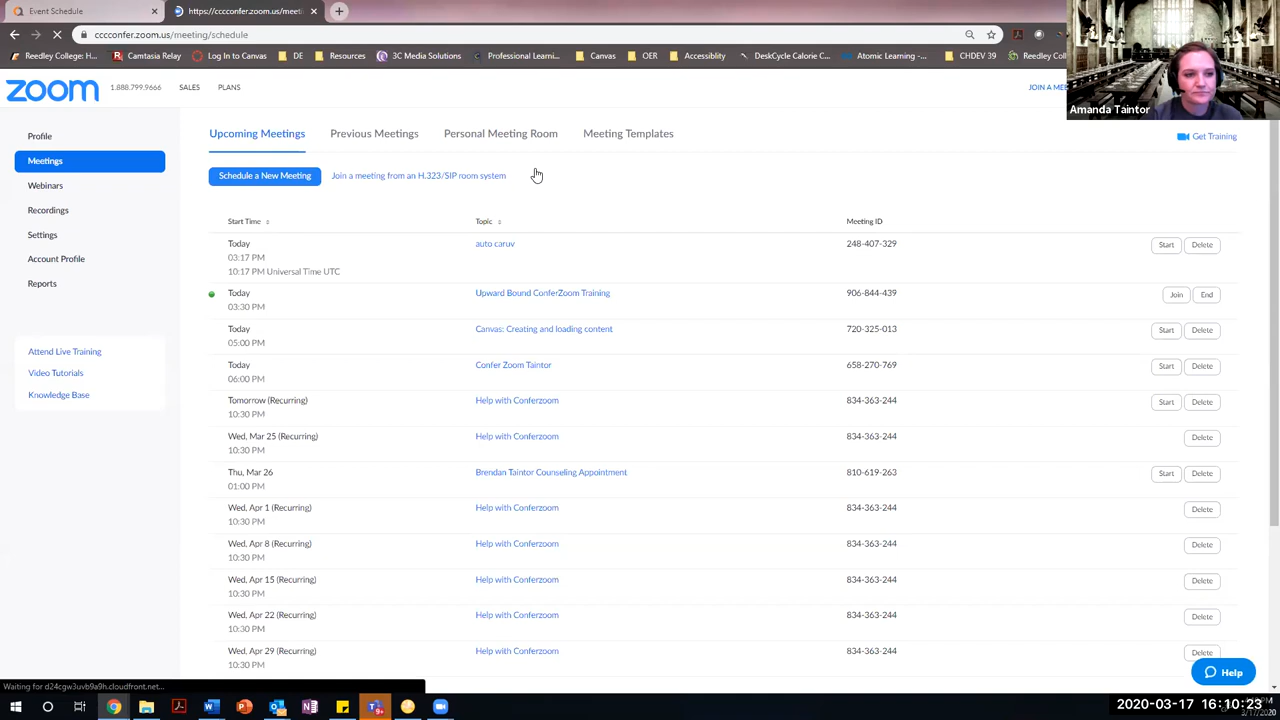 Event Schedule
https://cccconfer.zoom.us/meeti
cccconfer.zoom.us/meeting/schedule
Reedley College: H... Camtasia Relay Log In to Canvas DE Resources 3C Media Solutions Professional Learnin... Canvas OER Accessiblity DeskCycle Calorie C... Atomic Learning -... CHDEV 39 Reedley Coll
zoom 1.888.799.9666 SALES PLANS JOIN A MEE
Amanda Taintor
Profile
Meetings
Webinars
Recordings
Settings
Account Profile
Reports
Attend Live Training
Video Tutorials
Knowledge Base
Upcoming Meetings Previous Meetings Personal Meeting Room Meeting Templates Get Training
Schedule a New Meeting Join a meeting from an H.323/SIP room system
Start Time Topic Meeting ID
Today auto caruv 248-407-329 Start Delete
03:17 PM
10:17 PM Universal Time UTC
Today Upward Bound ConferZoom Training 906-844-439 Join End
03:30 PM
Today Canvas: Creating and loading content 720-325-013 Start Delete
05:00 PM
Today Confer Zoom Taintor 658-270-769 Start Delete
06:00 PM
Tomorrow (Recurring) Help with Conferzoom 834-363-244 Start Delete
10:30 PM
Wed, Mar 25 (Recurring) Help with Conferzoom 834-363-244 Delete
10:30 PM
Thu, Mar 26 Brendan Taintor Counseling Appointment 810-619-263 Start Delete
01:00 PM
Wed, Apr 1 (Recurring) Help with Conferzoom 834-363-244 Delete
10:30 PM
Wed, Apr 8 (Recurring) Help with Conferzoom 834-363-244 Delete
10:30 PM
Wed, Apr 15 (Recurring) Help with Conferzoom 834-363-244 Delete
10:30 PM
Wed, Apr 22 (Recurring) Help with Conferzoom 834-363-244 Delete
10:30 PM
Wed, Apr 29 (Recurring) Help with Conferzoom 834-363-244 Delete
10:30 PM
Help
Waiting for d24cgw3uvb9a9h.cloudfront.net...
2020-03-17 16:10:23
3/17/2020